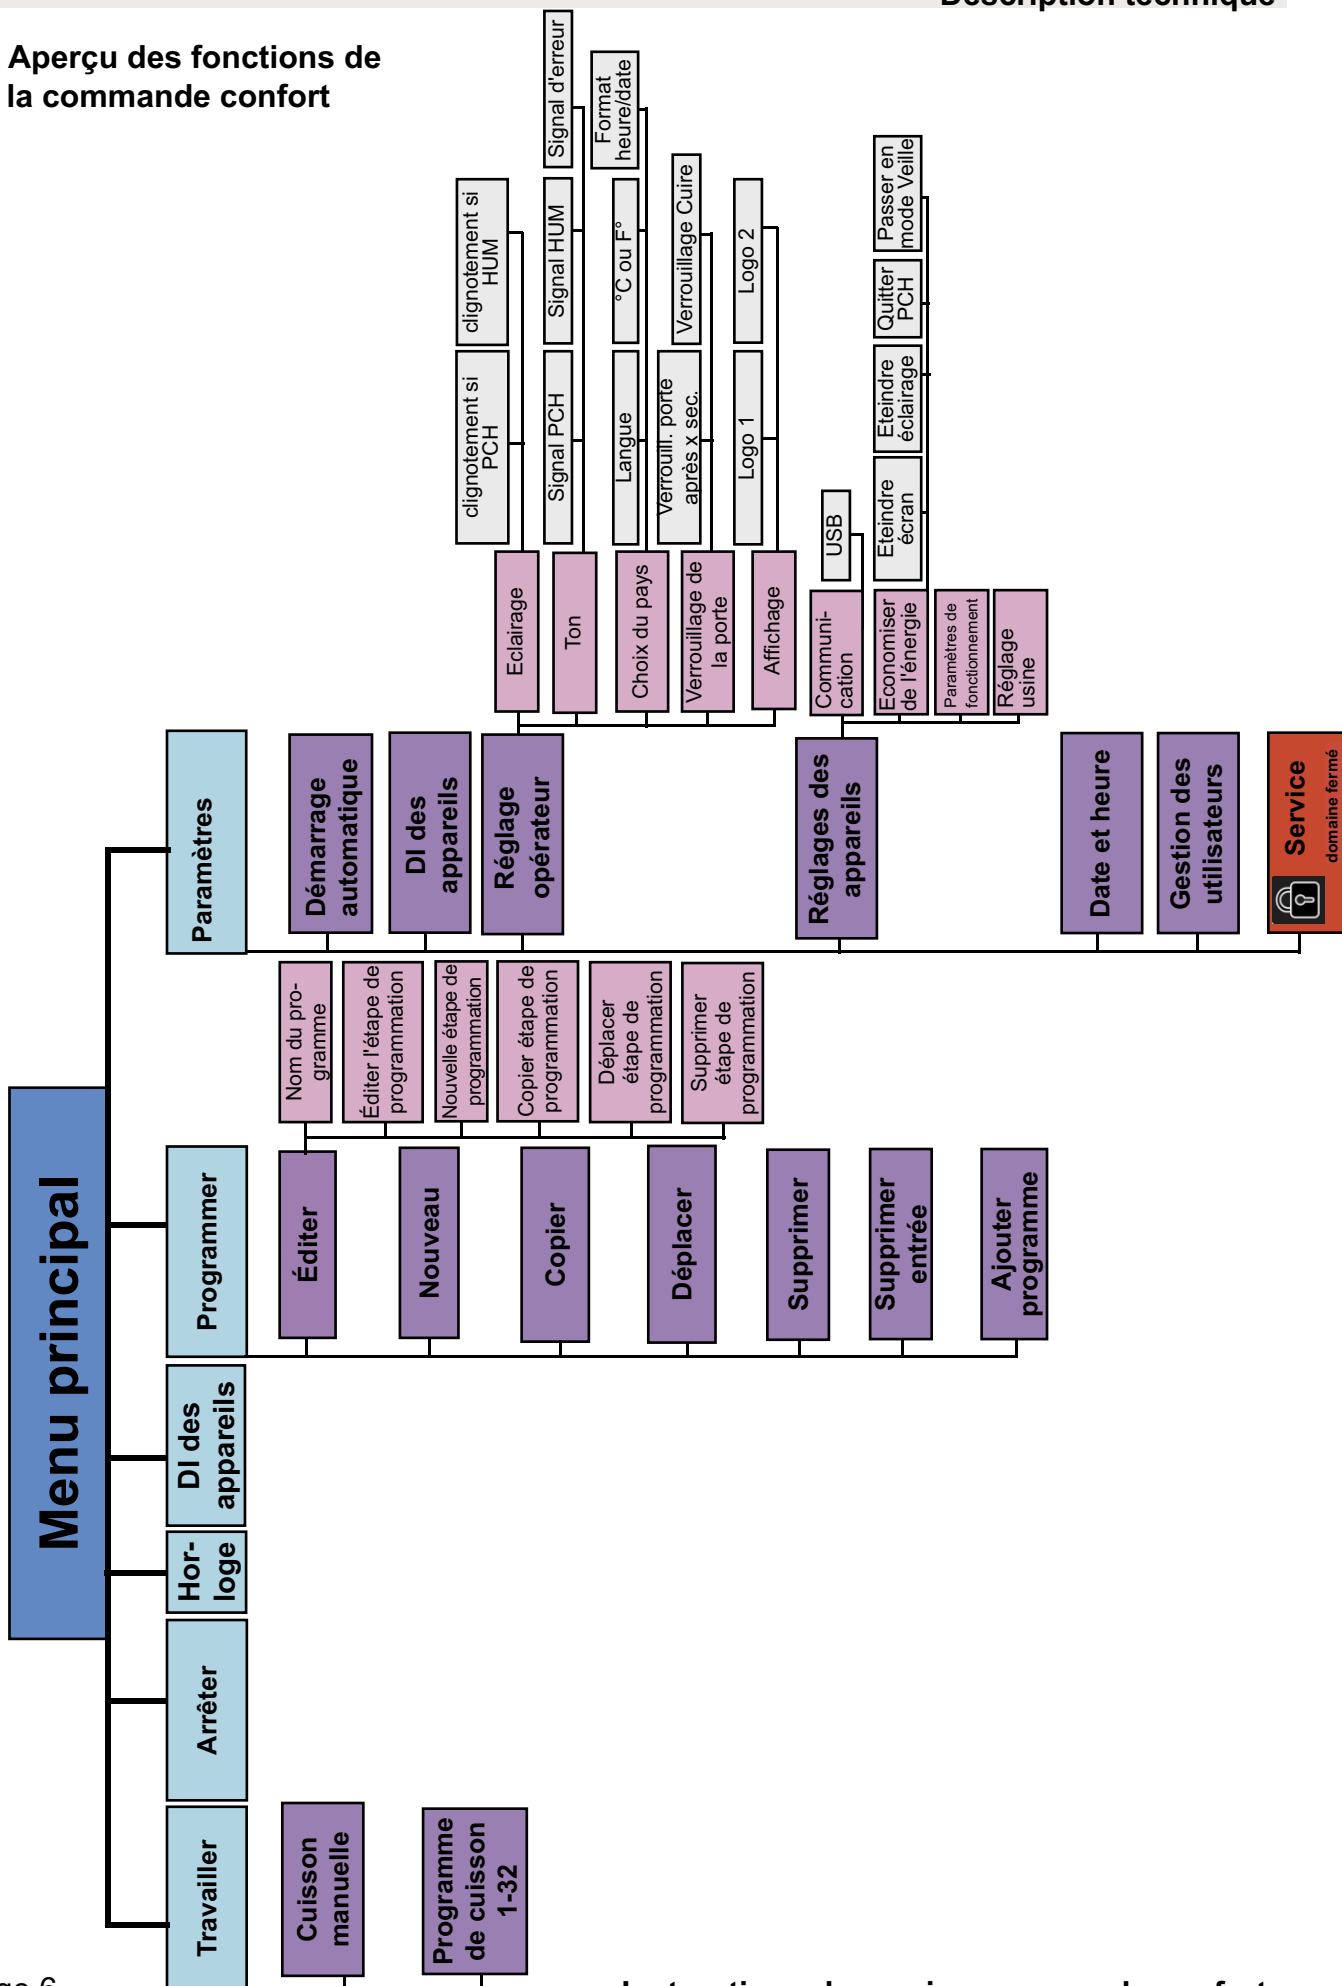 Description technique
Aperçu des fonctions de
la commande confort
Menu principal
Travailler
Cuisson
manuelle
Programme
de cuisson
1-32
Arrêter
Hor-
loge
DI des
appareils
Programmer
Éditer
Nom du pro-
gramme
Éditer l'étape de
programmation
Nouvelle étape de
programmation
Copier étape de
programmation
Déplacer
étape de
programmation
Supprimer
étape de
programmation
Nouveau
Copier
Déplacer
Supprimer
Supprimer
entrée
Ajouter
programme
Paramètres
Démarrage
automatique
DI des
appareils
Réglage
opérateur
Eclairage
clignotement si
PCH
clignotement si
HUM
Ton
Signal PCH
Signal HUM
Signal d'erreur
Choix du pays
Langue
°C ou F°
Format
heure/date
Verrouillage de
la porte
Verrouill. porte
après x sec.
Verrouillage Cuire
Affichage
Logo 1
Logo 2
Réglages des
appareils
Communi-
cation
USB
Economiser
de l'énergie
Eteindre
écran
Eteindre
éclairage
Quitter
PCH
Passer en
mode Veille
Paramètres de
fonctionnement
Réglage
usine
Date et heure
Gestion des
utilisateurs
Service
domaine fermé